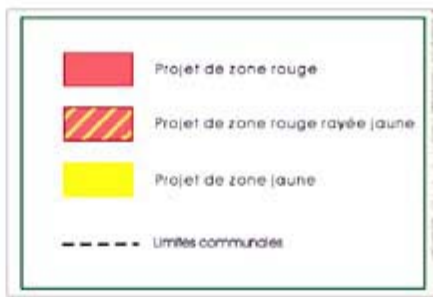 Projet de zone rouge
Projet de zone rouge rayée jaune
Projet de zone jaune
Limites communales